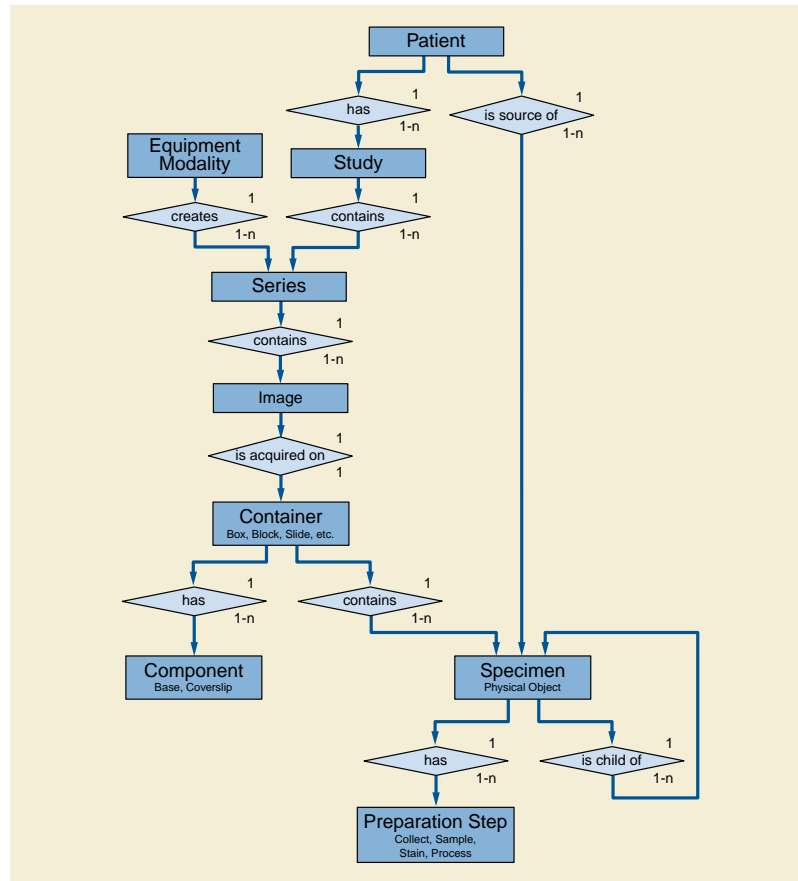 Patient
1
has
1-n
1
is source of
1-n
Equipment
Modality
Study
1
creates
1-n
1
contains
1-n
Series
1
contains
1-n
Image
1
is acquired on
1
Container
Box, Block, Slide, etc.
1
has
1-n
1
contains
1-n
Component
Base, Coverslip
Specimen
Physical Object
1
has
1-n
1
is child of
1-n
Preparation Step
Collect, Sample,
Stain, Process